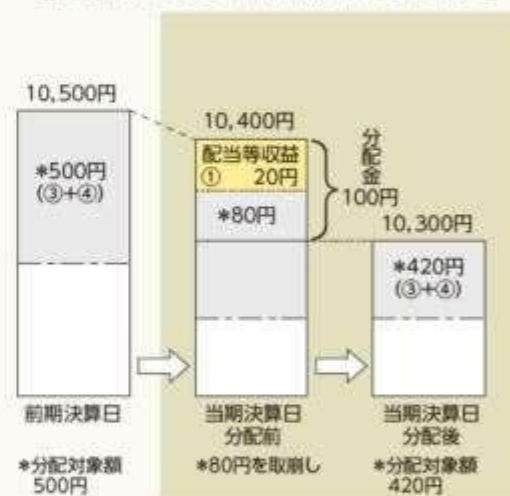 10,500円
*500円
(③+④)
前期決算日
*分配対象額
500円
10,400円
配当等収益
① 20円
*80円
分配金
100円
当期決算日
分配前
*80円を取崩し
10,300円
*420円
(③+④)
当期決算日
分配後
*分配対象額
420円